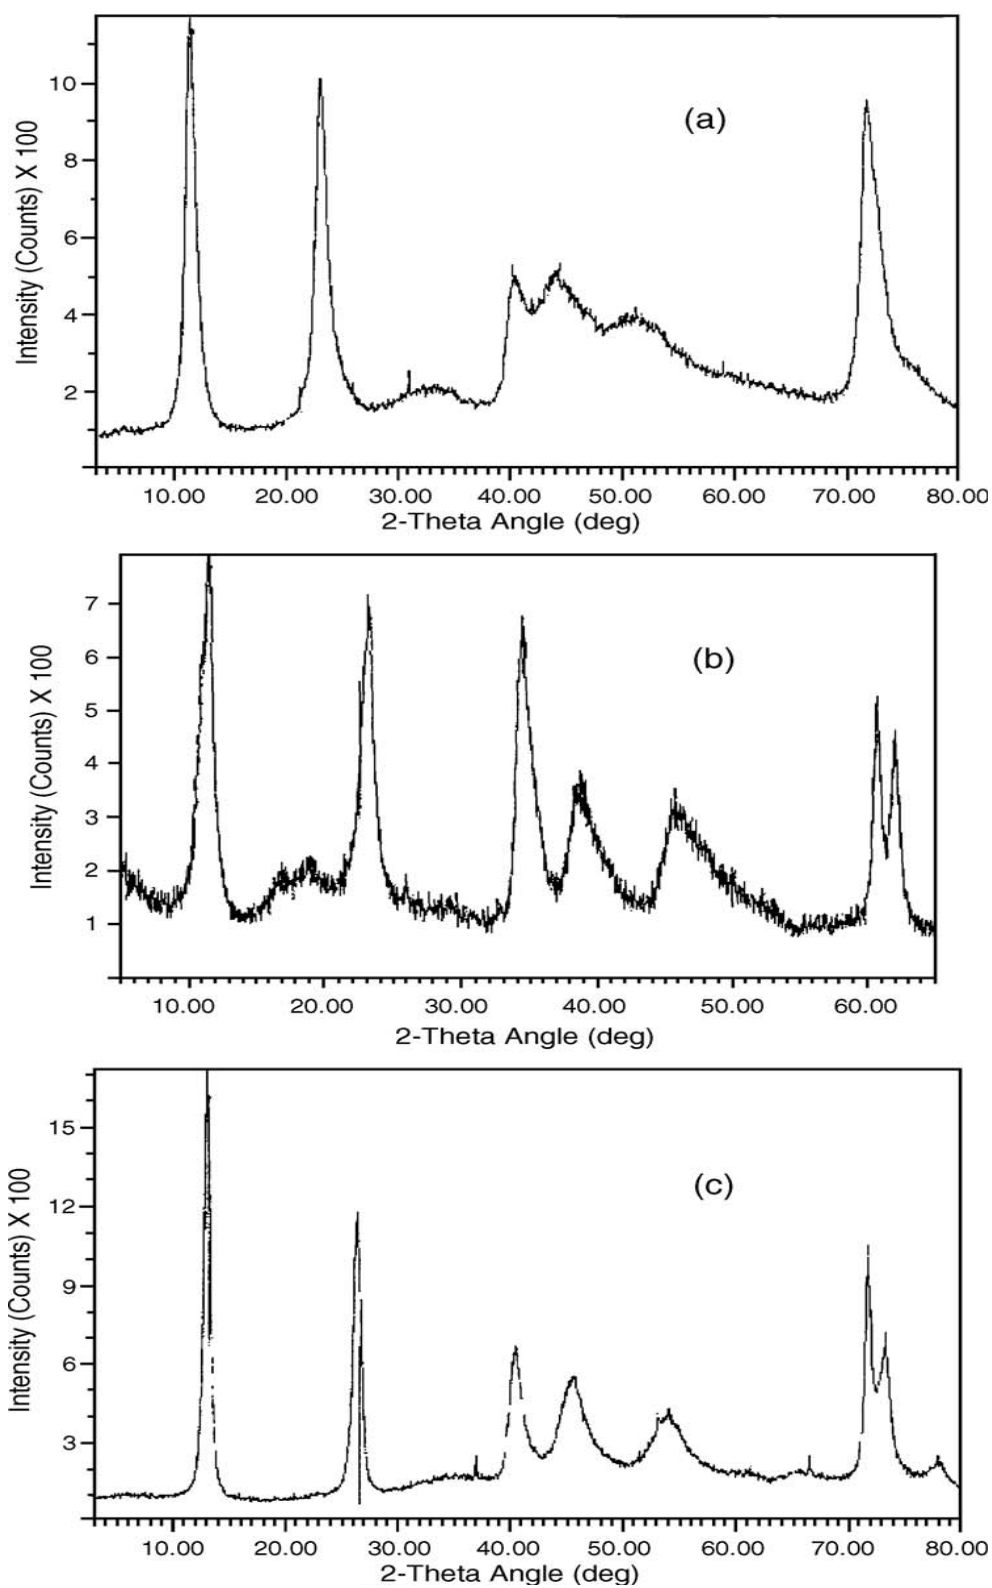 (a)
Intensity (Counts) X 100
10
8
6
4
2
10.00 20.00 30.00 40.00 50.00 60.00 70.00 80.00
2-Theta Angle (deg)
(b)
Intensity (Counts) X 100
7
6
5
4
3
2
1
10.00 20.00 30.00 40.00 50.00 60.00
2-Theta Angle (deg)
(c)
Intensity (Counts) X 100
15
12
9
6
3
10.00 20.00 30.00 40.00 50.00 60.00 70.00 80.00
2-Theta Angle (deg)